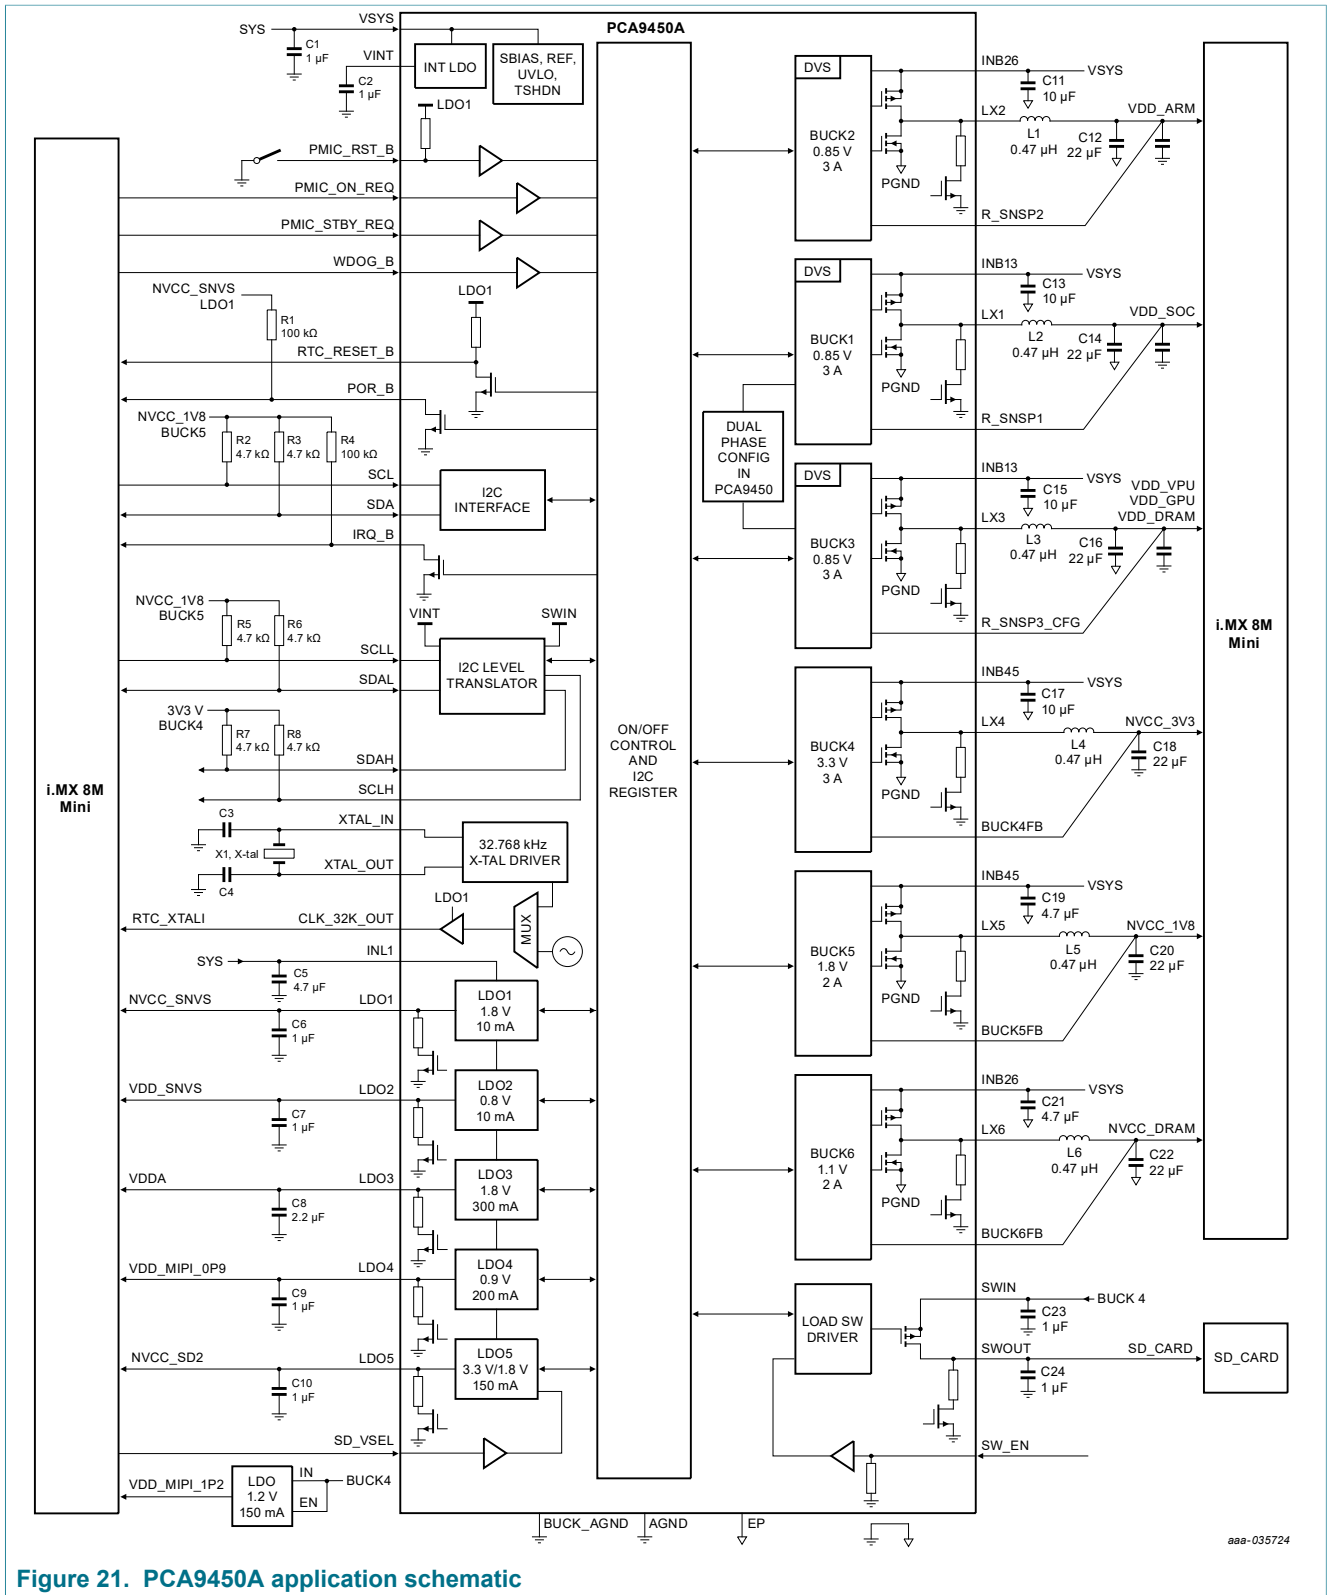 VSYS
SYS
C1
1 µF
VINT
C2
1 µF
INT LDO
SBIAS, REF,
UVLO,
TSHDN
LDO1
PMIC_RST_B
PMIC_ON_REQ
PMIC_STBY_REQ
WDOG_B
NVCC_SNVS
LDO1
R1
100 kΩ
LDO1
RTC_RESET_B
POR_B
NVCC_1V8
BUCK5
R2
4.7 kΩ
R3
4.7 kΩ
R4
100 kΩ
SCL
SDA
IRQ_B
I2C
INTERFACE
NVCC_1V8
BUCK5
R5
4.7 kΩ
R6
4.7 kΩ
VINT
SWIN
SCLL
SDAL
I2C LEVEL
TRANSLATOR
3V3 V
BUCK4
R7
4.7 kΩ
R8
4.7 kΩ
SDAH
SCLH
i.MX 8M
Mini
C3
XTAL_IN
X1, X-tal
XTAL_OUT
C4
32.768 kHz
X-TAL DRIVER
LDO1
MUX
RTC_XTALI
CLK_32K_OUT
SYS
INL1
C5
4.7 µF
NVCC_SNVS
LDO1
C6
1 µF
LDO1
1.8 V
10 mA
VDD_SNVS
LDO2
C7
1 µF
LDO2
0.8 V
10 mA
VDDA
LDO3
C8
2.2 µF
LDO3
1.8 V
300 mA
VDD_MIPI_0P9
LDO4
C9
1 µF
LDO4
0.9 V
200 mA
NVCC_SD2
LDO5
C10
1 µF
LDO5
3.3 V/1.8 V
150 mA
SD_VSEL
VDD_MIPI_1P2
LDO
1.2 V
150 mA
IN
EN
BUCK4
PCA9450A
ON/OFF
CONTROL
AND
I2C
REGISTER
DVS
BUCK2
0.85 V
3 A
PGND
INB26
VSYS
C11
10 µF
LX2
L1
0.47 µH
C12
22 µF
VDD_ARM
R_SNSP2
DVS
BUCK1
0.85 V
3 A
PGND
INB13
VSYS
C13
10 µF
LX1
L2
0.47 µH
C14
22 µF
VDD_SOC
R_SNSP1
DUAL
PHASE
CONFIG
IN
PCA9450
DVS
BUCK3
0.85 V
3 A
PGND
INB13
VSYS
C15
10 µF
LX3
L3
0.47 µH
C16
22 µF
VDD_VPU
VDD_GPU
VDD_DRAM
R_SNSP3_CFG
i.MX 8M
Mini
BUCK4
3.3 V
3 A
PGND
INB45
VSYS
C17
10 µF
LX4
L4
0.47 µH
NVCC_3V3
C18
22 µF
BUCK4FB
BUCK5
1.8 V
2 A
PGND
INB45
VSYS
C19
4.7 µF
LX5
L5
0.47 µH
NVCC_1V8
C20
22 µF
BUCK5FB
BUCK6
1.1 V
2 A
PGND
INB26
VSYS
C21
4.7 µF
LX6
L6
0.47 µH
NVCC_DRAM
C22
22 µF
BUCK6FB
LOAD SW
DRIVER
SWIN
BUCK 4
C23
1 µF
SWOUT
C24
1 µF
SD_CARD
SD_CARD
SW_EN
BUCK_AGND
AGND
EP
aaa-035724
Figure 21. PCA9450A application schematic